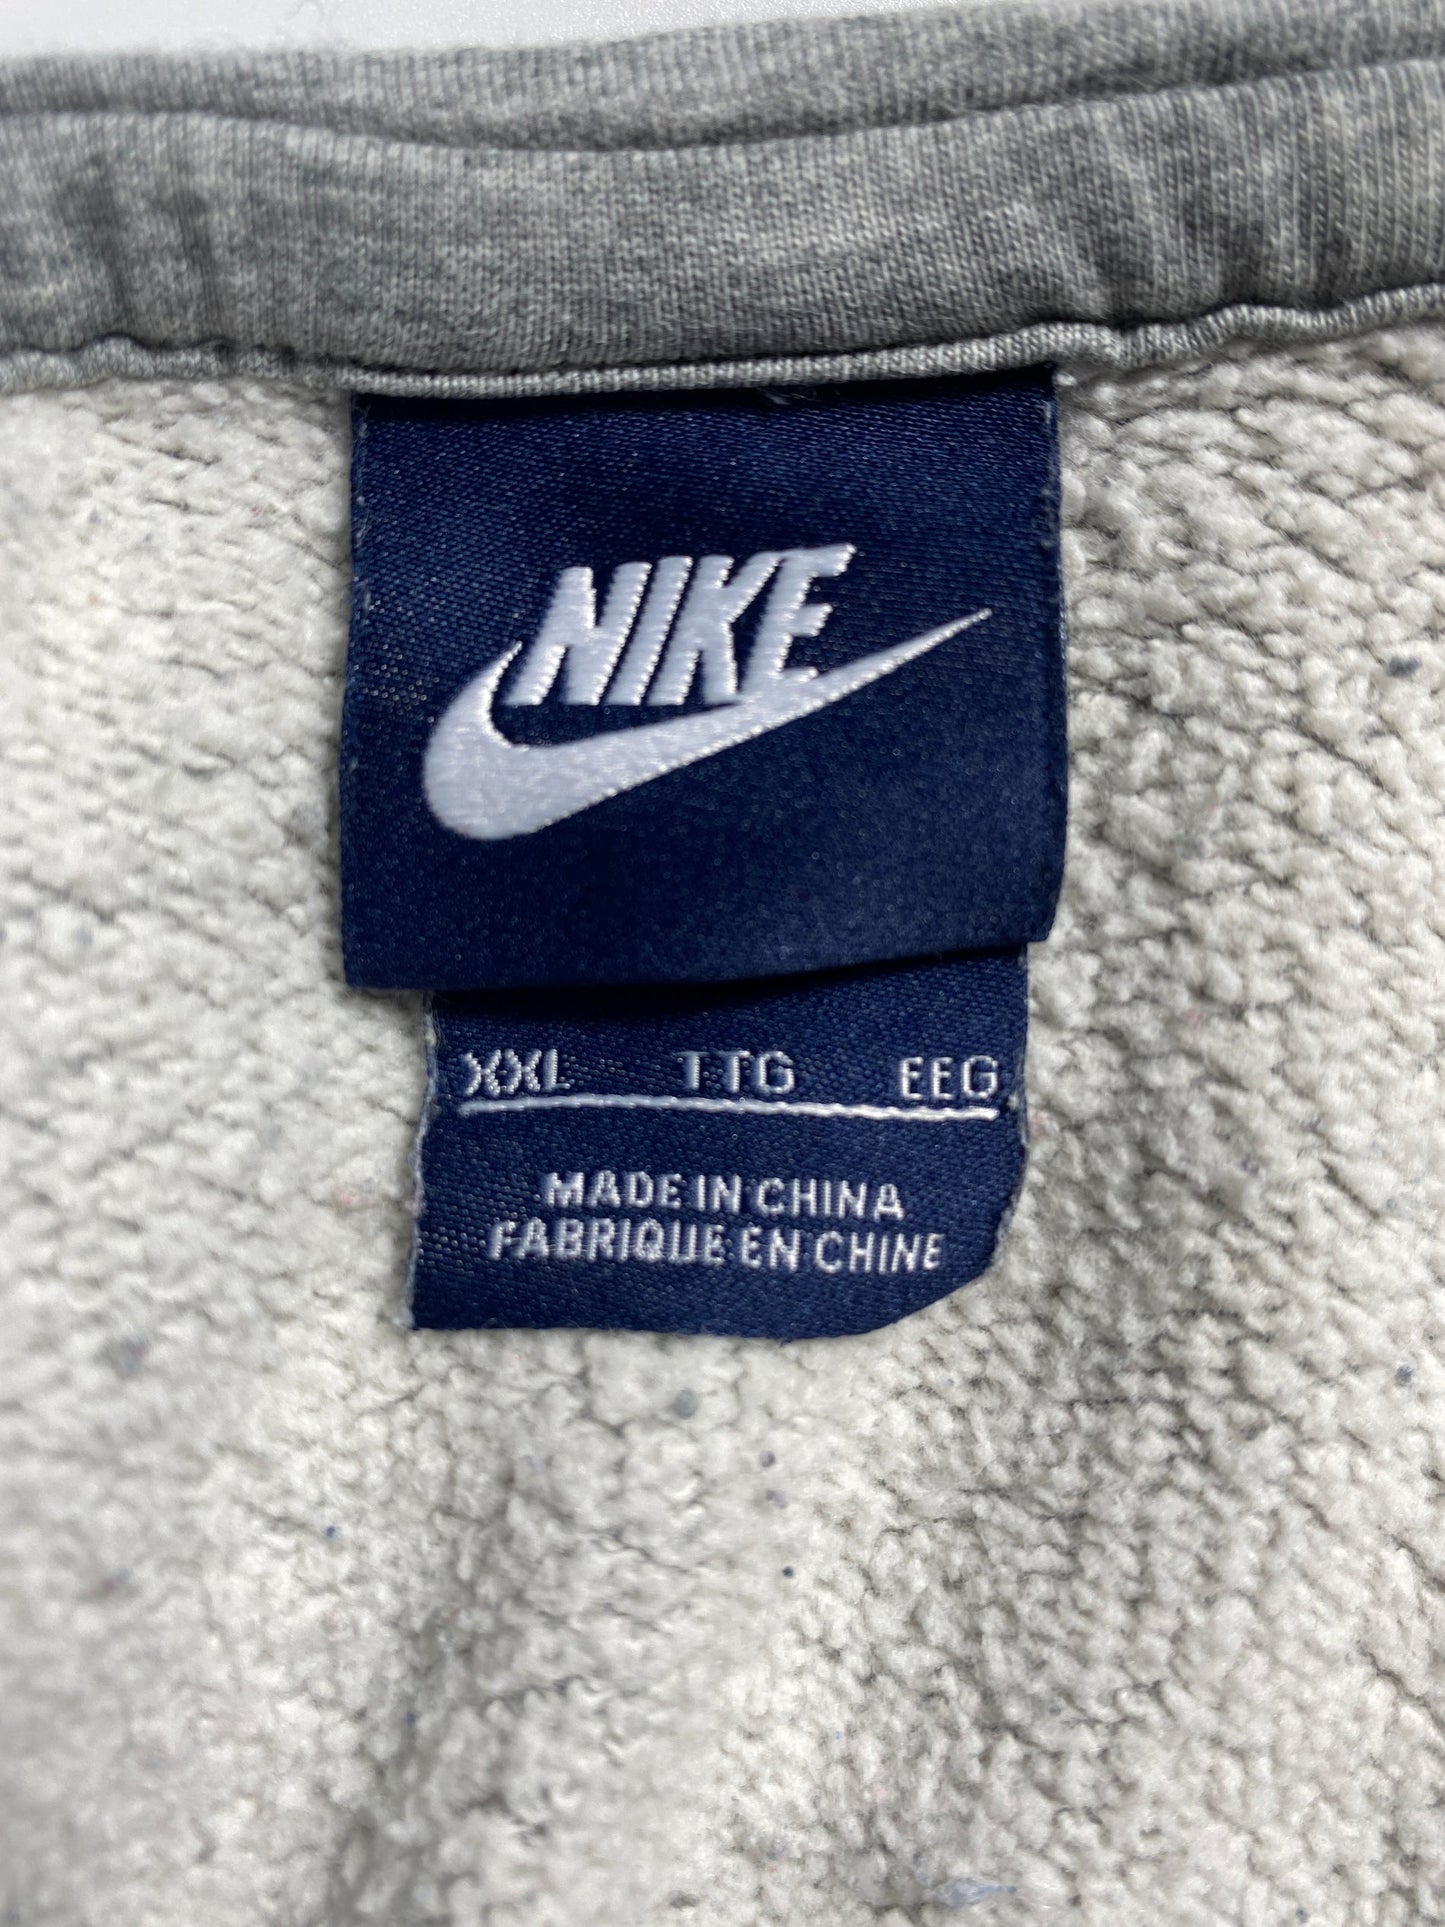 NIKE
XXL TTG EEG
MADE IN CHINA
FABRIQUE EN CHINE